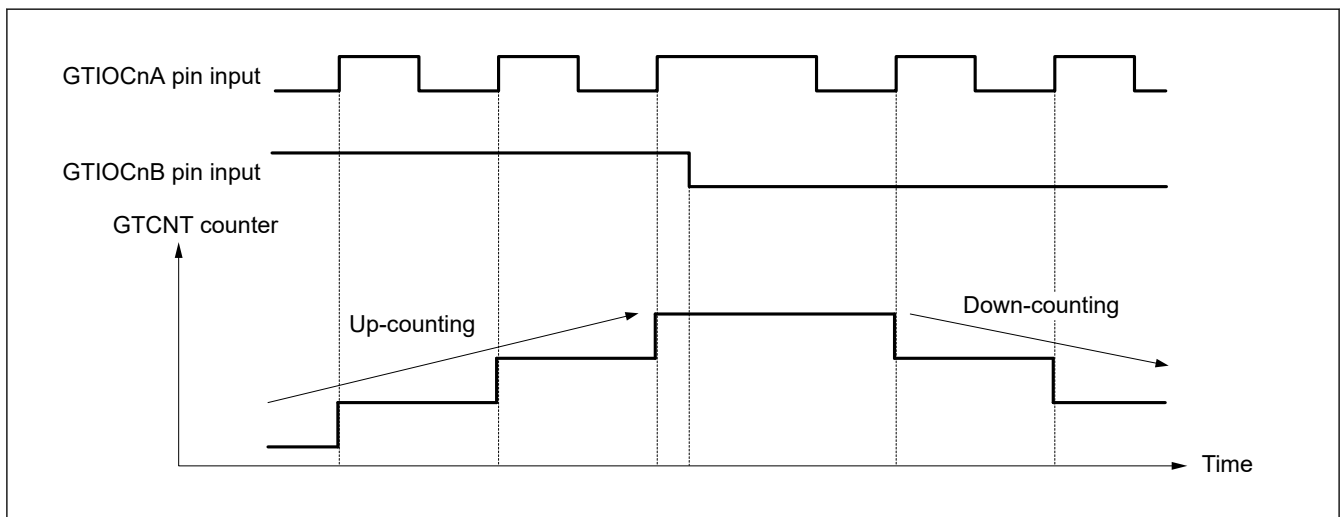 GTIOCnA pin input
GTIOCnB pin input
GTCNT counter
Up-counting
Down-counting
Time